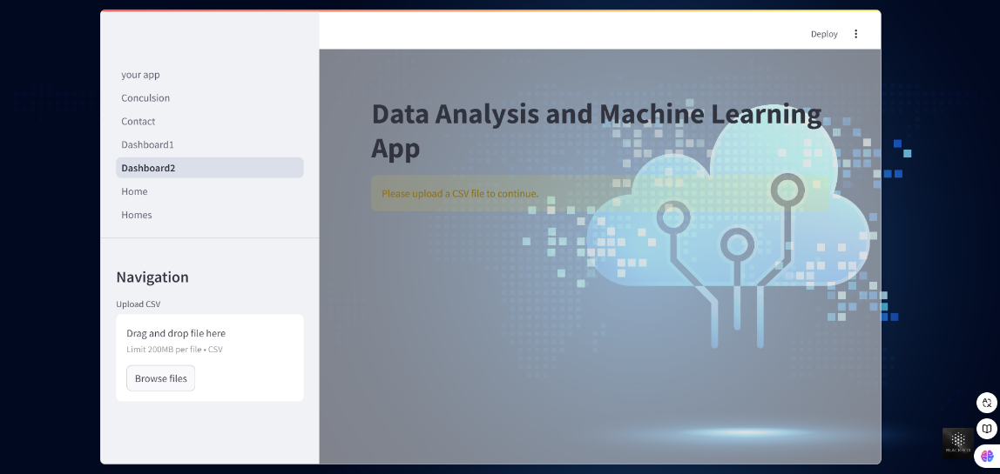 Deploy
your app
Conculsion
Contact
Dashboard1
Dashboard2
Home
Homes
Navigation
Upload CSV
Drag and drop file here
Limit 200MB per file • CSV
Browse files
Data Analysis and Machine Learning
App
Please upload a CSV file to continue.
BLACKBOX